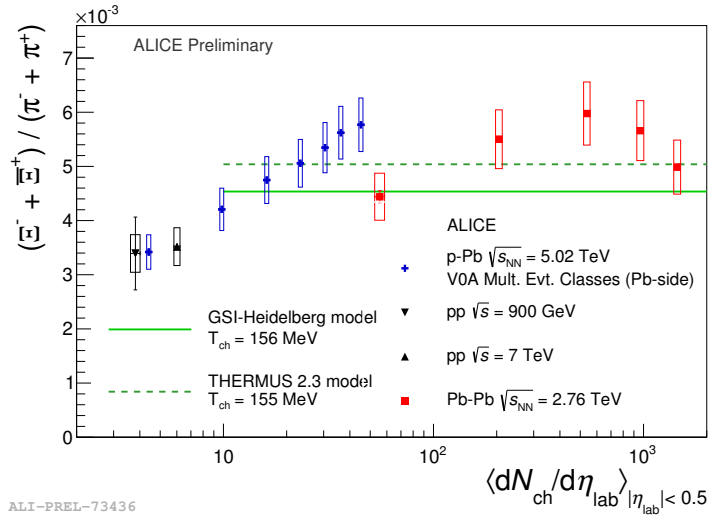 ×10⁻³
ALICE Preliminary
(Ξ⁻ + Ξ̅⁺) / (π⁻ + π⁺)
7
6
5
4
3
2
1
0
ALICE
p-Pb √s_NN = 5.02 TeV
V0A Mult. Evt. Classes (Pb-side)
pp √s = 900 GeV
pp √s = 7 TeV
Pb-Pb √s_NN = 2.76 TeV
GSI-Heidelberg model
T_ch = 156 MeV
THERMUS 2.3 model
T_ch = 155 MeV
10 10² 10³
⟨dN_ch/dη_lab⟩_|η_lab|< 0.5
ALI-PREL-73436